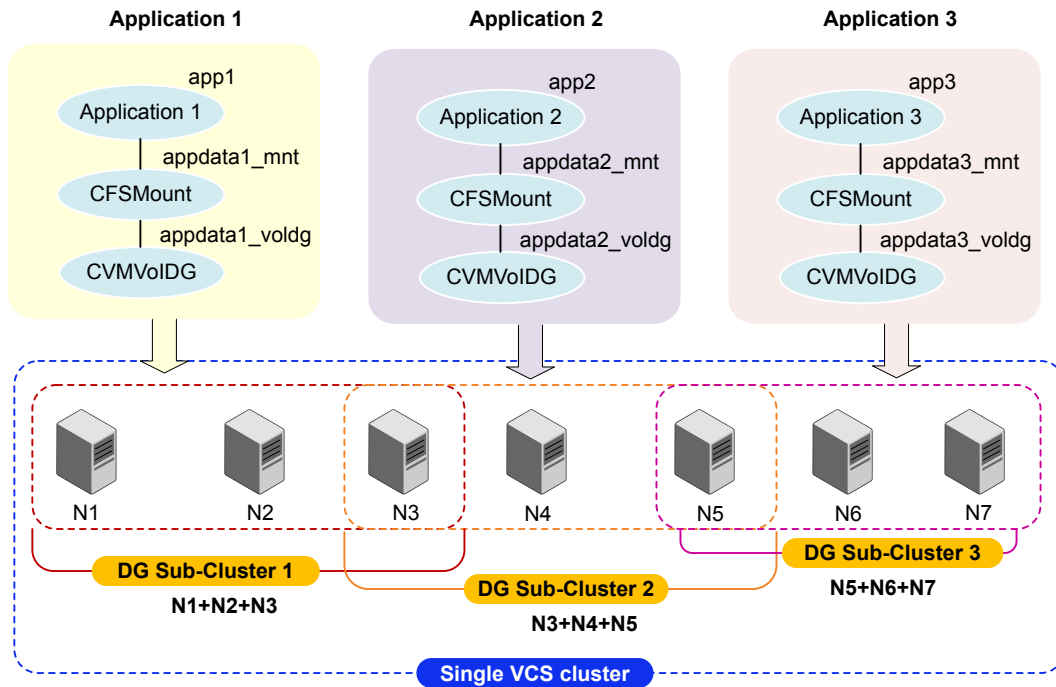 Application 1
Application 2
Application 3
app1
Application 1
appdata1_mnt
CFSMount
appdata1_voldg
CVMVolDG
app2
Application 2
appdata2_mnt
CFSMount
appdata2_voldg
CVMVolDG
app3
Application 3
appdata3_mnt
CFSMount
appdata3_voldg
CVMVolDG
N1
N2
N3
N4
N5
N6
N7
DG Sub-Cluster 1
N1+N2+N3
DG Sub-Cluster 2
N3+N4+N5
DG Sub-Cluster 3
N5+N6+N7
Single VCS cluster